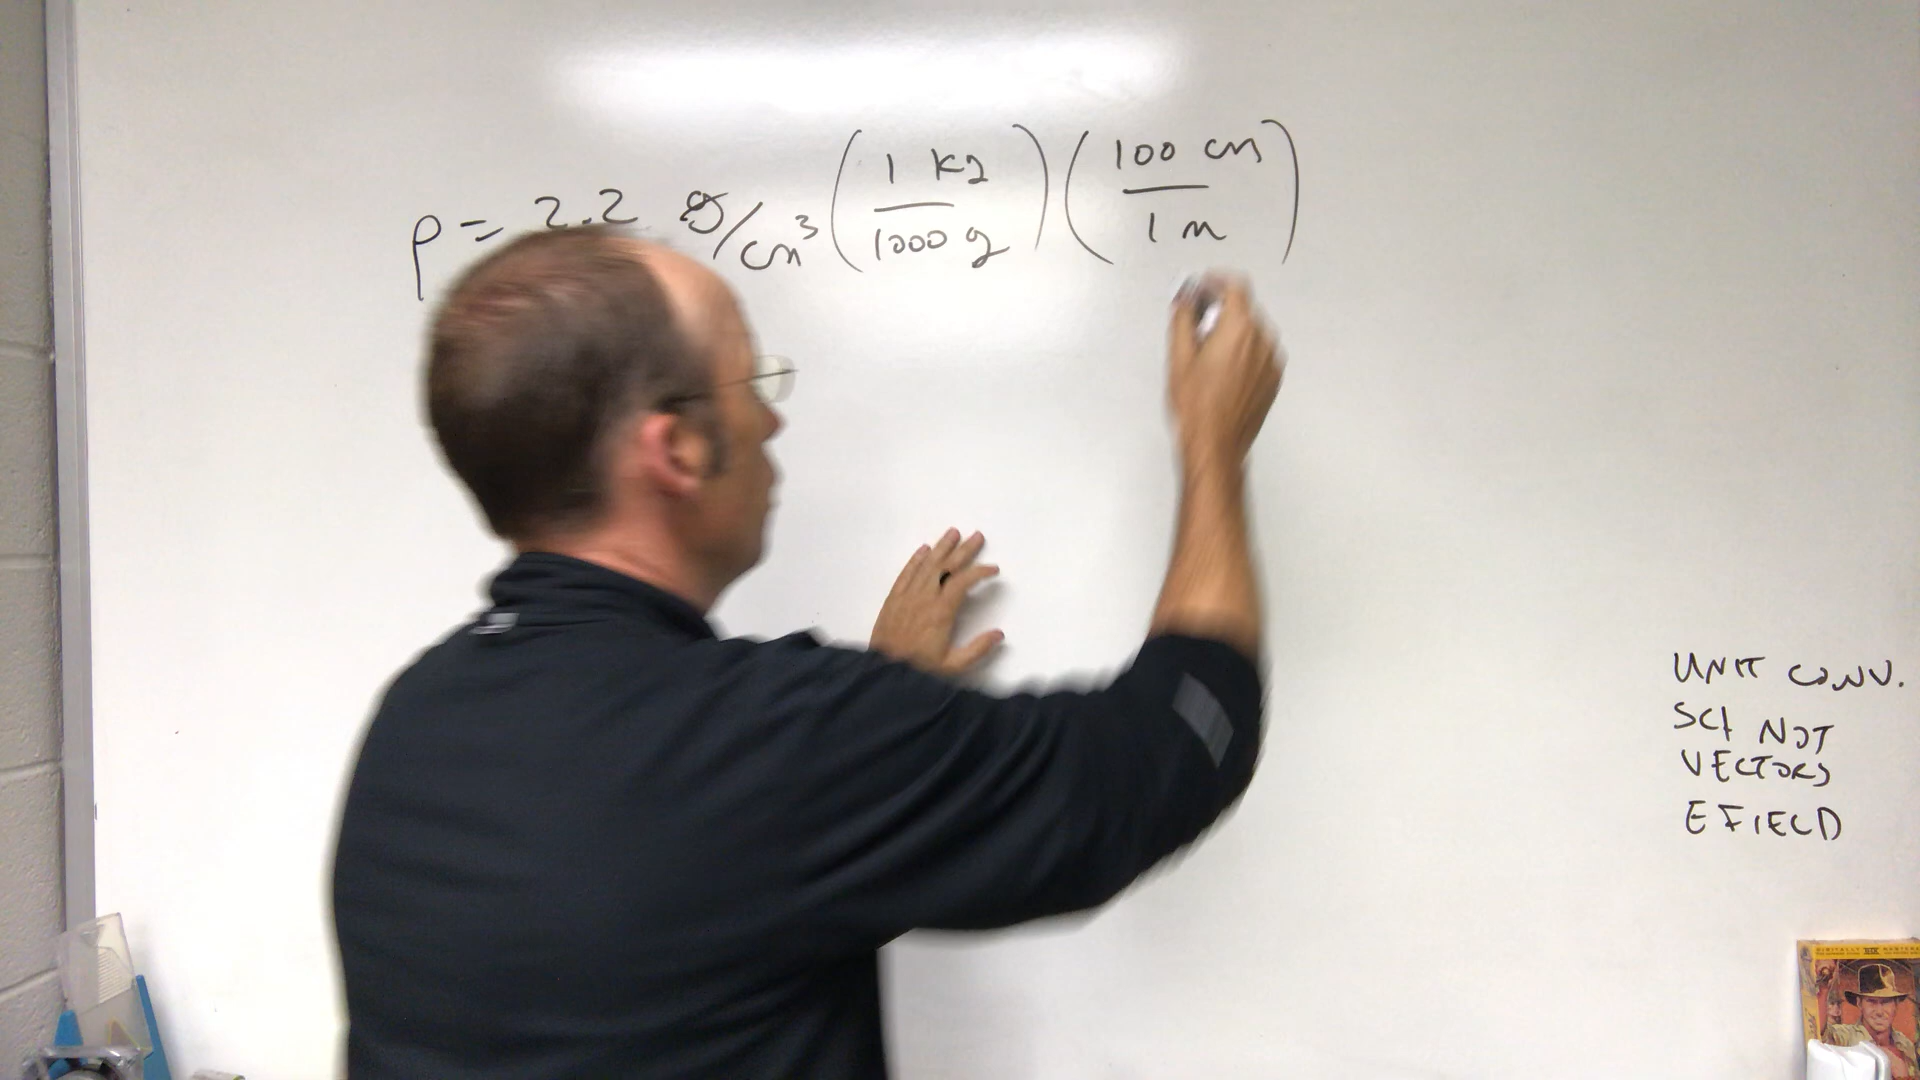 ρ = 2.2 g/cm³ (1 kg / 1000 g) (100 cm / 1 m)
UNIT CONV.
SCI NOT
VECTORS
E FIELD